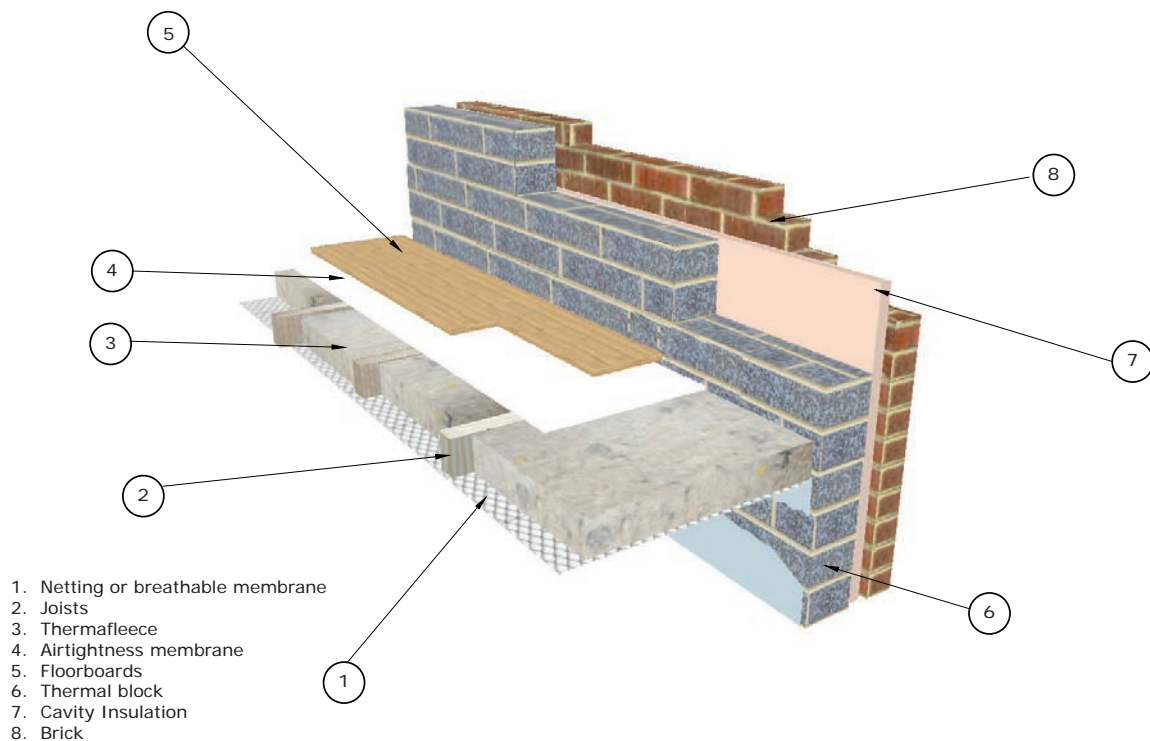 5
8
4
3
7
2
6
1
1. Netting or breathable membrane
2. Joists
3. Thermafleece
4. Airtightness membrane
5. Floorboards
6. Thermal block
7. Cavity Insulation
8. Brick